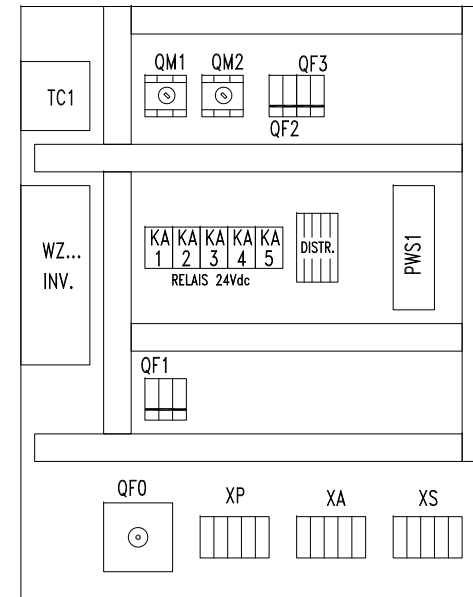 QM1 QM2 QF3
TC1
QF2
KA KA KA KA KA
1 2 3 4 5
DISTR.
PWS1
WZ...
INV.
RELAIS 24Vdc
QF1
QF0 XP XA XS